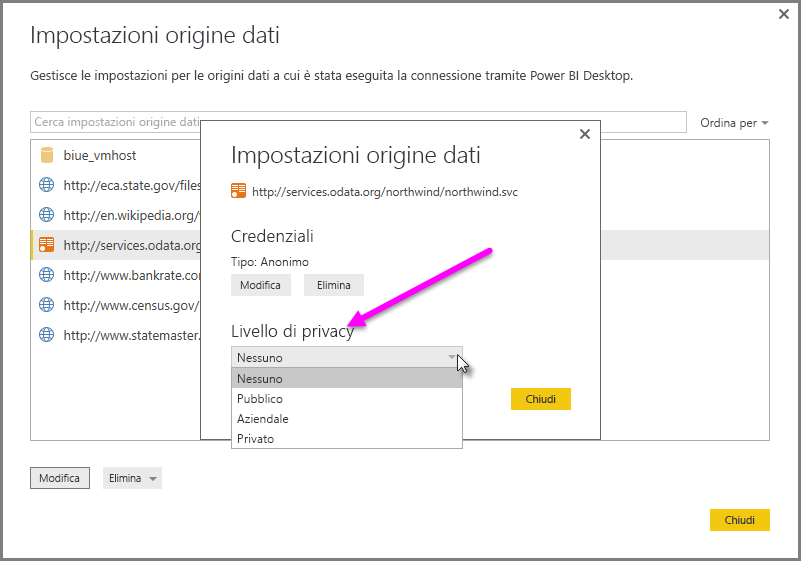 Impostazioni origine dati
Gestisce le impostazioni per le origini dati a cui è stata eseguita la connessione tramite Power BI Desktop.
Cerca impostazioni origine dati
Ordina per
biue_vmhost
http://eca.state.gov/files
http://en.wikipedia.org/
http://services.odata.org
http://www.bankrate.co
http://www.census.gov/
http://www.statemaster.
Impostazioni origine dati
http://services.odata.org/northwind/northwind.svc
Credenziali
Tipo: Anonimo
Modifica Elimina
Livello di privacy
Nessuno
Nessuno
Pubblico
Aziendale
Privato
Chiudi
Modifica Elimina
Chiudi